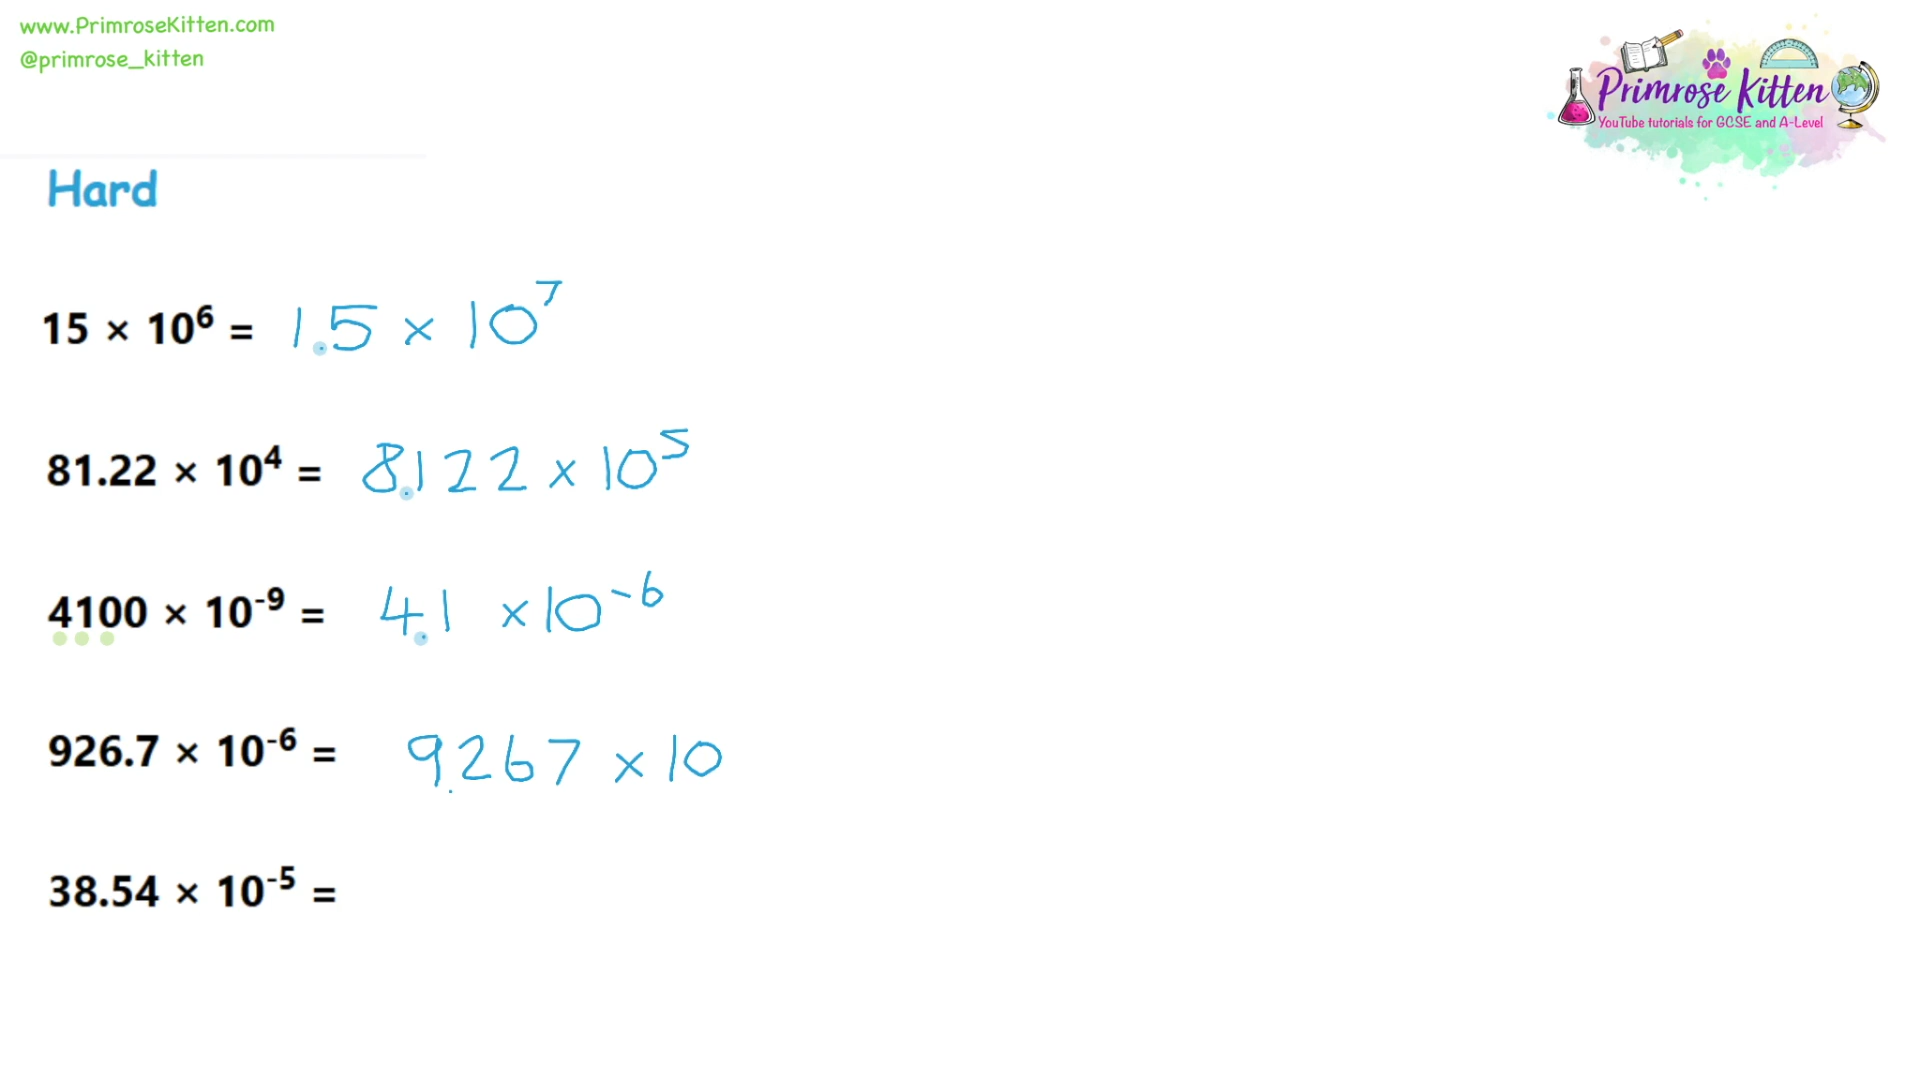 www.PrimroseKitten.com
@primrose_kitten
Primrose Kitten
YouTube tutorials for GCSE and A-Level
Hard
15 × 10⁶ = 1.5 × 10⁷
81.22 × 10⁴ = 8.122 × 10⁵
4100 × 10⁻⁹ = 4.1 × 10⁻⁶
926.7 × 10⁻⁶ = 9.267 × 10
38.54 × 10⁻⁵ =